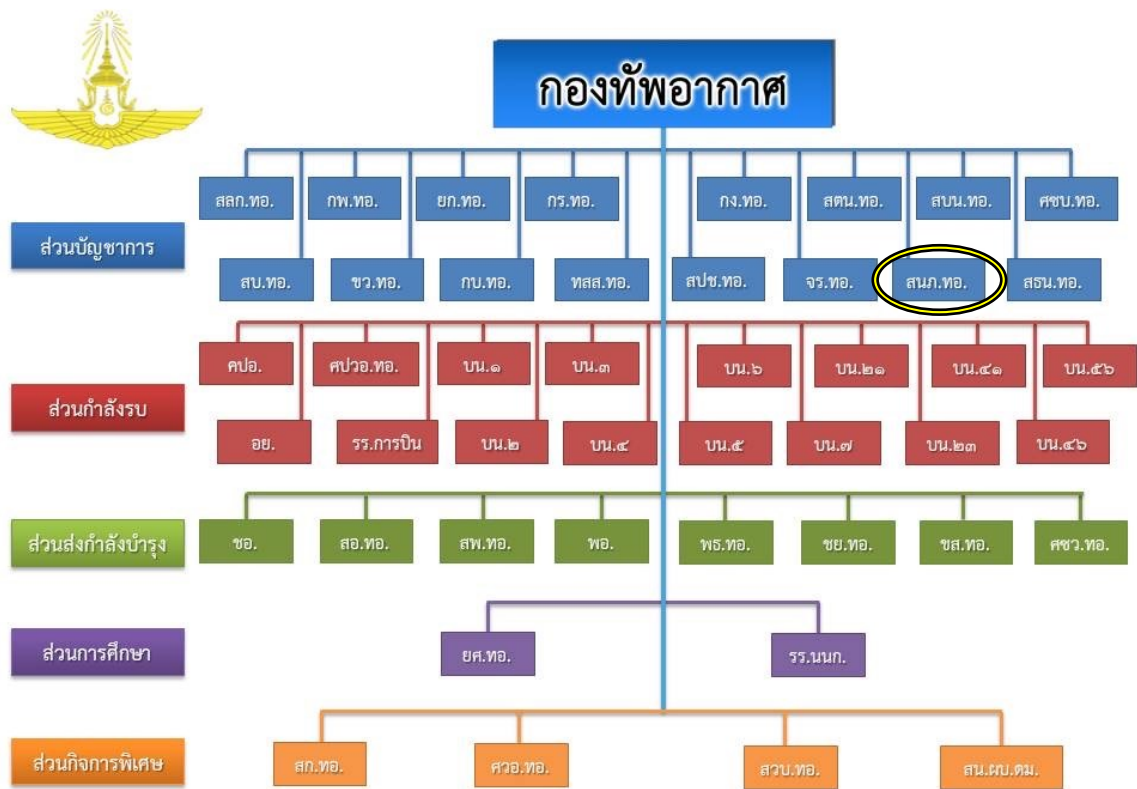 กองทัพอากาศ
สลก.ทอ. กพ.ทอ. ยก.ทอ. กร.ทอ. กง.ทอ. สตน.ทอ. สบน.ทอ. ศซบ.ทอ.
ส่วนบัญชาการ
สบ.ทอ. ขว.ทอ. กบ.ทอ. ทสส.ทอ. สปช.ทอ. จร.ทอ. สนภ.ทอ. สธน.ทอ.
คปอ. ศปวอ.ทอ. บน.๑ บน.๓ บน.๖ บน.๒๑ บน.๔๑ บน.๕๖
ส่วนกำลังรบ
อย. รร.การบิน บน.๒ บน.๔ บน.๕ บน.๗ บน.๒๓ บน.๔๖
ส่วนส่งกำลังบำรุง
ชอ. สอ.ทอ. สพ.ทอ. พอ. พธ.ทอ. ชย.ทอ. ขส.ทอ. ศซว.ทอ.
ส่วนการศึกษา
ยศ.ทอ. รร.นนก.
ส่วนกิจการพิเศษ
สก.ทอ. ศวอ.ทอ. สวบ.ทอ. สน.ผบ.ดม.